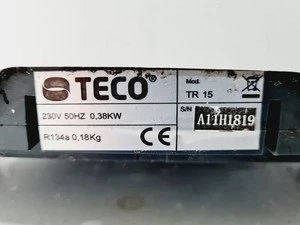 TECO®
Mod.
TR 15
S/N
A11H1819
230V 50HZ 0,38KW
R134a 0,18Kg
CE